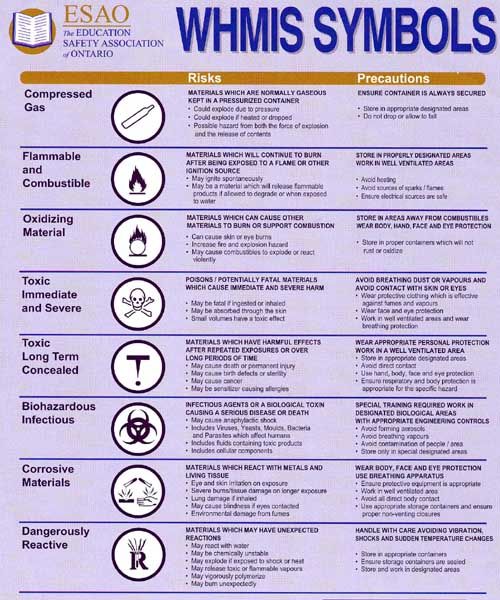 ESAO
The EDUCATION
SAFETY ASSOCIATION
of ONTARIO
WHMIS SYMBOLS
Risks
Precautions
Compressed
Gas
MATERIALS WHICH ARE NORMALLY GASEOUS
KEPT IN A PRESSURIZED CONTAINER
• Could explode due to pressure
• Could explode if heated or dropped
• Possible hazard from both the force of explosion
and the release of contents
ENSURE CONTAINER IS ALWAYS SECURED
• Store in appropriate designated areas
• Do not drop or allow to fall
Flammable
and
Combustible
MATERIALS WHICH WILL CONTINUE TO BURN
AFTER BEING EXPOSED TO A FLAME OR OTHER
IGNITION SOURCE
• May ignite spontaneously
• May be a material which will release flammable
products if allowed to degrade or when exposed
to water
STORE IN PROPERLY DESIGNATED AREAS
WORK IN WELL VENTILATED AREAS
• Avoid heating
• Avoid sources of sparks / flames
• Ensure electrical sources are safe
Oxidizing
Material
MATERIALS WHICH CAN CAUSE OTHER
MATERIALS TO BURN OR SUPPORT COMBUSTION
• Can cause skin or eye burns
• Increase fire and explosion hazard
• May cause combustibles to explode or react
violently
STORE IN AREAS AWAY FROM COMBUSTIBLES
WEAR BODY, HAND, FACE AND EYE PROTECTION
• Store in proper containers which will not
rust or oxidize
Toxic
Immediate
and Severe
POISONS / POTENTIALLY FATAL MATERIALS
WHICH CAUSE IMMEDIATE AND SEVERE HARM
• May be fatal if ingested or inhaled
• May be absorbed through the skin
• Small volumes have a toxic effect
AVOID BREATHING DUST OR VAPOURS AND
AVOID CONTACT WITH SKIN OR EYES
• Wear protective clothing which is effective
against fumes and vapours
• Wear face and eye protection
• Work in well ventilated areas and wear
breathing protection
Toxic
Long Term
Concealed
MATERIALS WHICH HAVE HARMFUL EFFECTS
AFTER REPEATED EXPOSURES OR OVER
LONG PERIODS OF TIME
• May cause death or permanent injury
• May cause birth defects or sterility
• May cause cancer
• May be sensitizer causing allergies
WEAR APPROPRIATE PERSONAL PROTECTION
WORK IN A WELL VENTILATED AREA
• Store in appropriate designated areas
• Avoid direct contact
• Use hand, body, face and eye protection
• Ensure respiratory and body protection is
appropriate for the specific hazard
Biohazardous
Infectious
INFECTIOUS AGENTS OR A BIOLOGICAL TOXIN
CAUSING A SERIOUS DISEASE OR DEATH
• May cause anaphylactic shock
• Includes Viruses, Yeasts, Moulds, Bacteria
and Parasites which affect humans
• Includes fluids containing toxic products
• Includes cellular components
SPECIAL TRAINING REQUIRED WORK IN
DESIGNATED BIOLOGICAL AREAS
WITH APPROPRIATE ENGINEERING CONTROLS
• Avoid forming aerosols
• Avoid breathing vapours
• Avoid contamination of people / area
• Store only in special designated areas
Corrosive
Materials
MATERIALS WHICH REACT WITH METALS AND
LIVING TISSUE
• Eye and skin irritation on exposure
• Severe burns/tissue damage on longer exposure
• Lung damage if inhaled
• May cause blindness if eyes contacted
• Environmental damage from fumes
WEAR BODY, FACE AND EYE PROTECTION
USE BREATHING APPARATUS
• Ensure protective equipment is appropriate
• Work in well ventilated area
• Avoid all direct body contact
• Use appropriate storage containers and ensure
proper non-venting closures
Dangerously
Reactive
MATERIALS WHICH MAY HAVE UNEXPECTED
REACTIONS
• May react with water
• May be chemically unstable
• May explode if exposed to shock or heat
• May release toxic or flammable vapours
• May vigorously polymerize
• May burn unexpectedly
HANDLE WITH CARE AVOIDING VIBRATION,
SHOCKS AND SUDDEN TEMPERATURE CHANGES
• Store in appropriate containers
• Ensure storage containers are sealed
• Store and work in designated areas